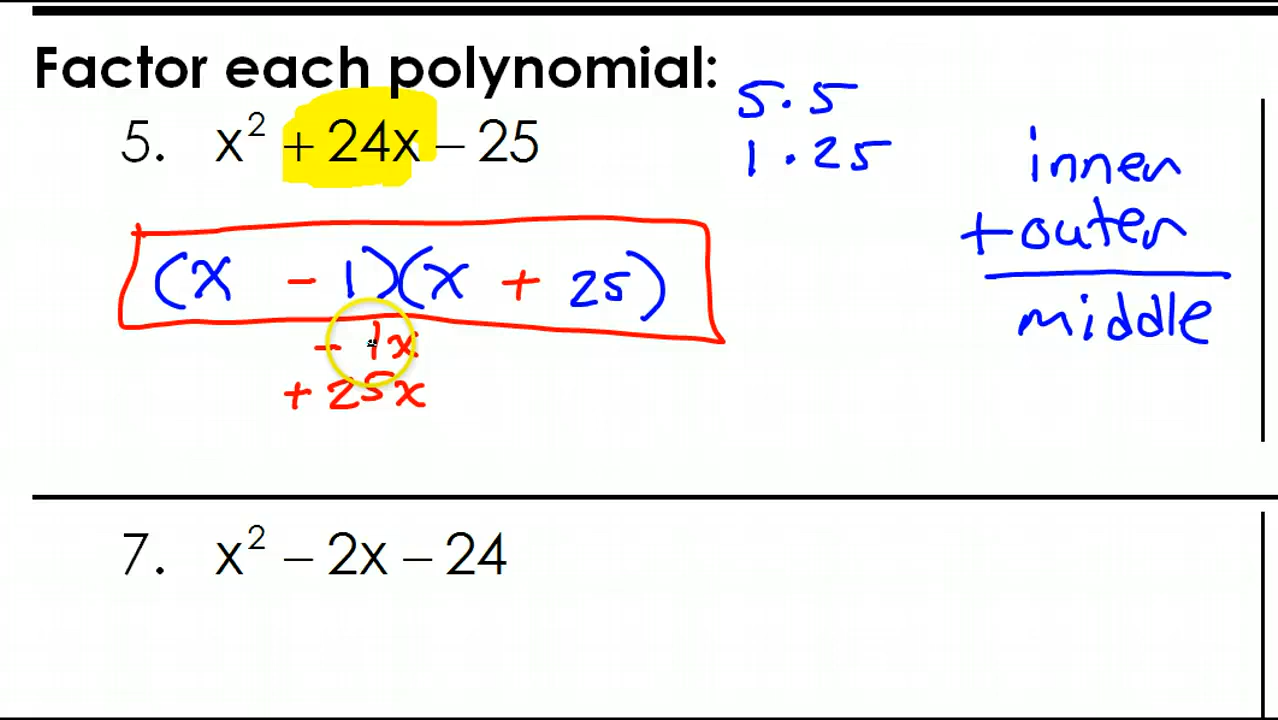 Factor each polynomial:
5. x² + 24x – 25
5 · 5
1 · 25
inner
+ outer
middle
(x - 1)(x + 25)
- 1x
+ 25x
7. x² – 2x – 24